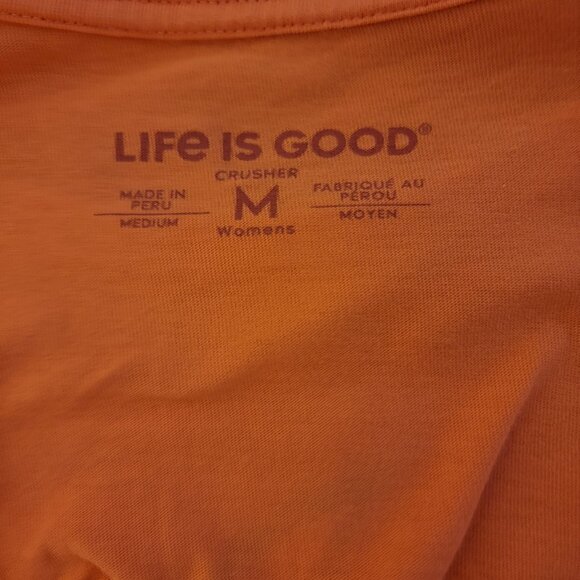 LIFe IS GOOD®
CRUSHER
MADE IN
PERU
MEDIUM
M
Womens
FABRIQUÉ AU
PÉROU
MOYEN